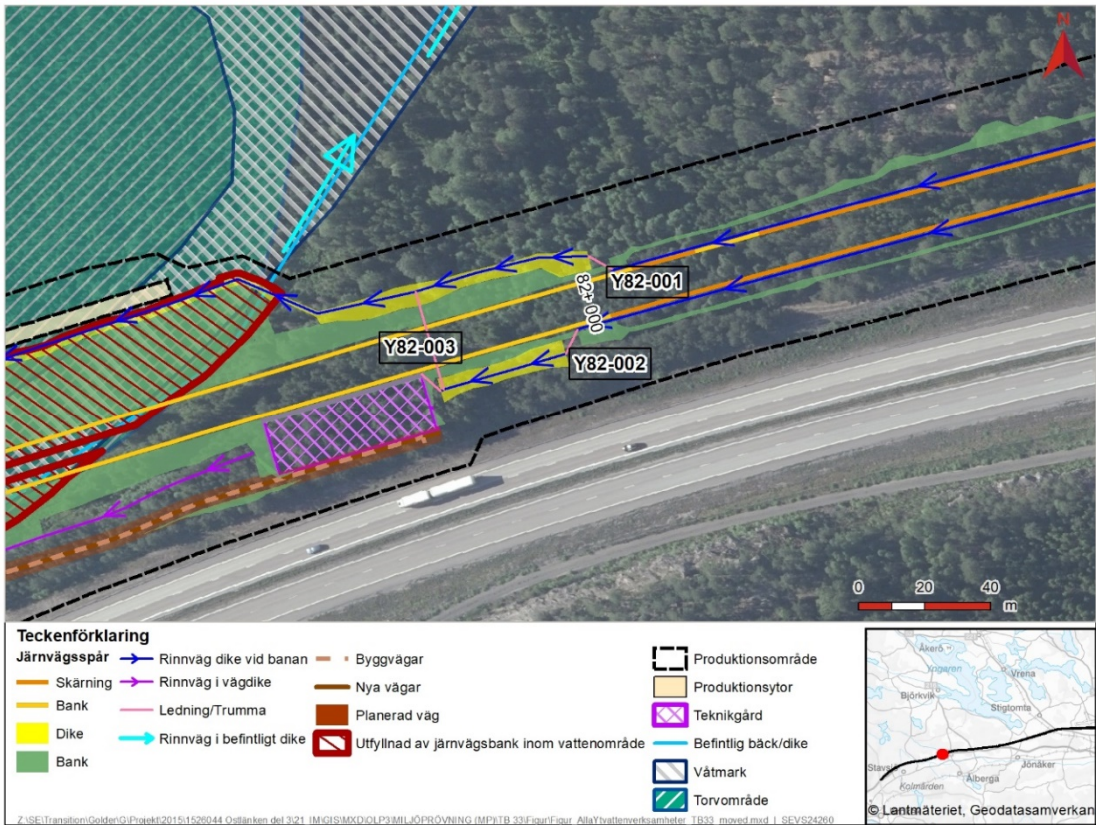 N
Y82-001
82+000
Y82-003
Y82-002
0 20 40
m
Teckenförklaring
Järnvägsspår
Skärning
Bank
Dike
Bank
Rinnväg dike vid banan
Rinnväg i vägdike
Ledning/Trumma
Rinnväg i befintligt dike
Byggvägar
Nya vägar
Planerad väg
Utfyllnad av järnvägsbank inom vattenområde
Produktionsområde
Produktionsytor
Teknikgård
Befintlig bäck/dike
Våtmark
Torvområde
Åkerö
Yngaren
Vrena
Björkvik
Stigtomta
Stavsjö
Jönåker
Ålberga
Kolmården
© Lantmäteriet, Geodatasamverkan